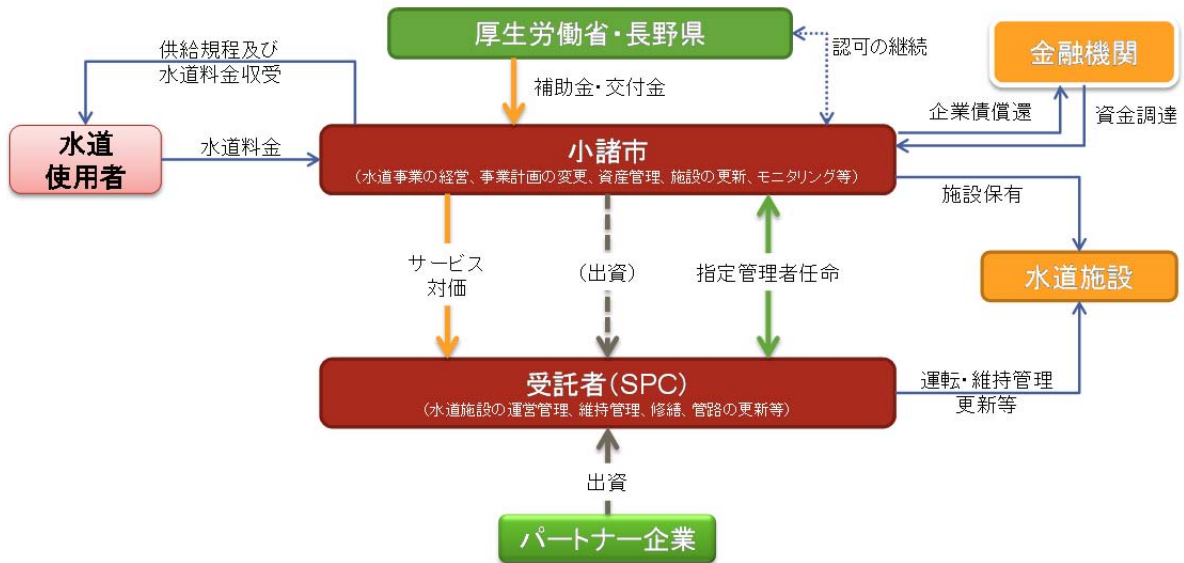 厚生労働省・長野県
供給規程及び
水道料金収受
認可の継続
金融機関
補助金・交付金
企業債償還
資金調達
水道
使用者
水道料金
小諸市
(水道事業の経営、事業計画の変更、資産管理、施設の更新、モニタリング等)
施設保有
サービス
対価
(出資)
指定管理者任命
水道施設
受託者(SPC)
(水道施設の運営管理、維持管理、修繕、管路の更新等)
運転・維持管理
更新等
出資
パートナー企業